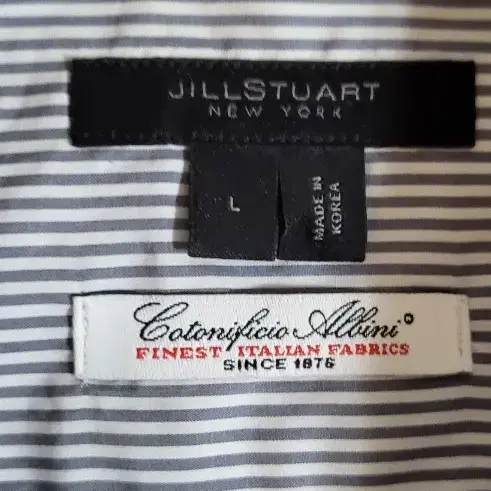 JILLSTUART
NEW YORK
L
MADE IN
KOREA
Cotonificio Albini
FINEST ITALIAN FABRICS
SINCE 1876